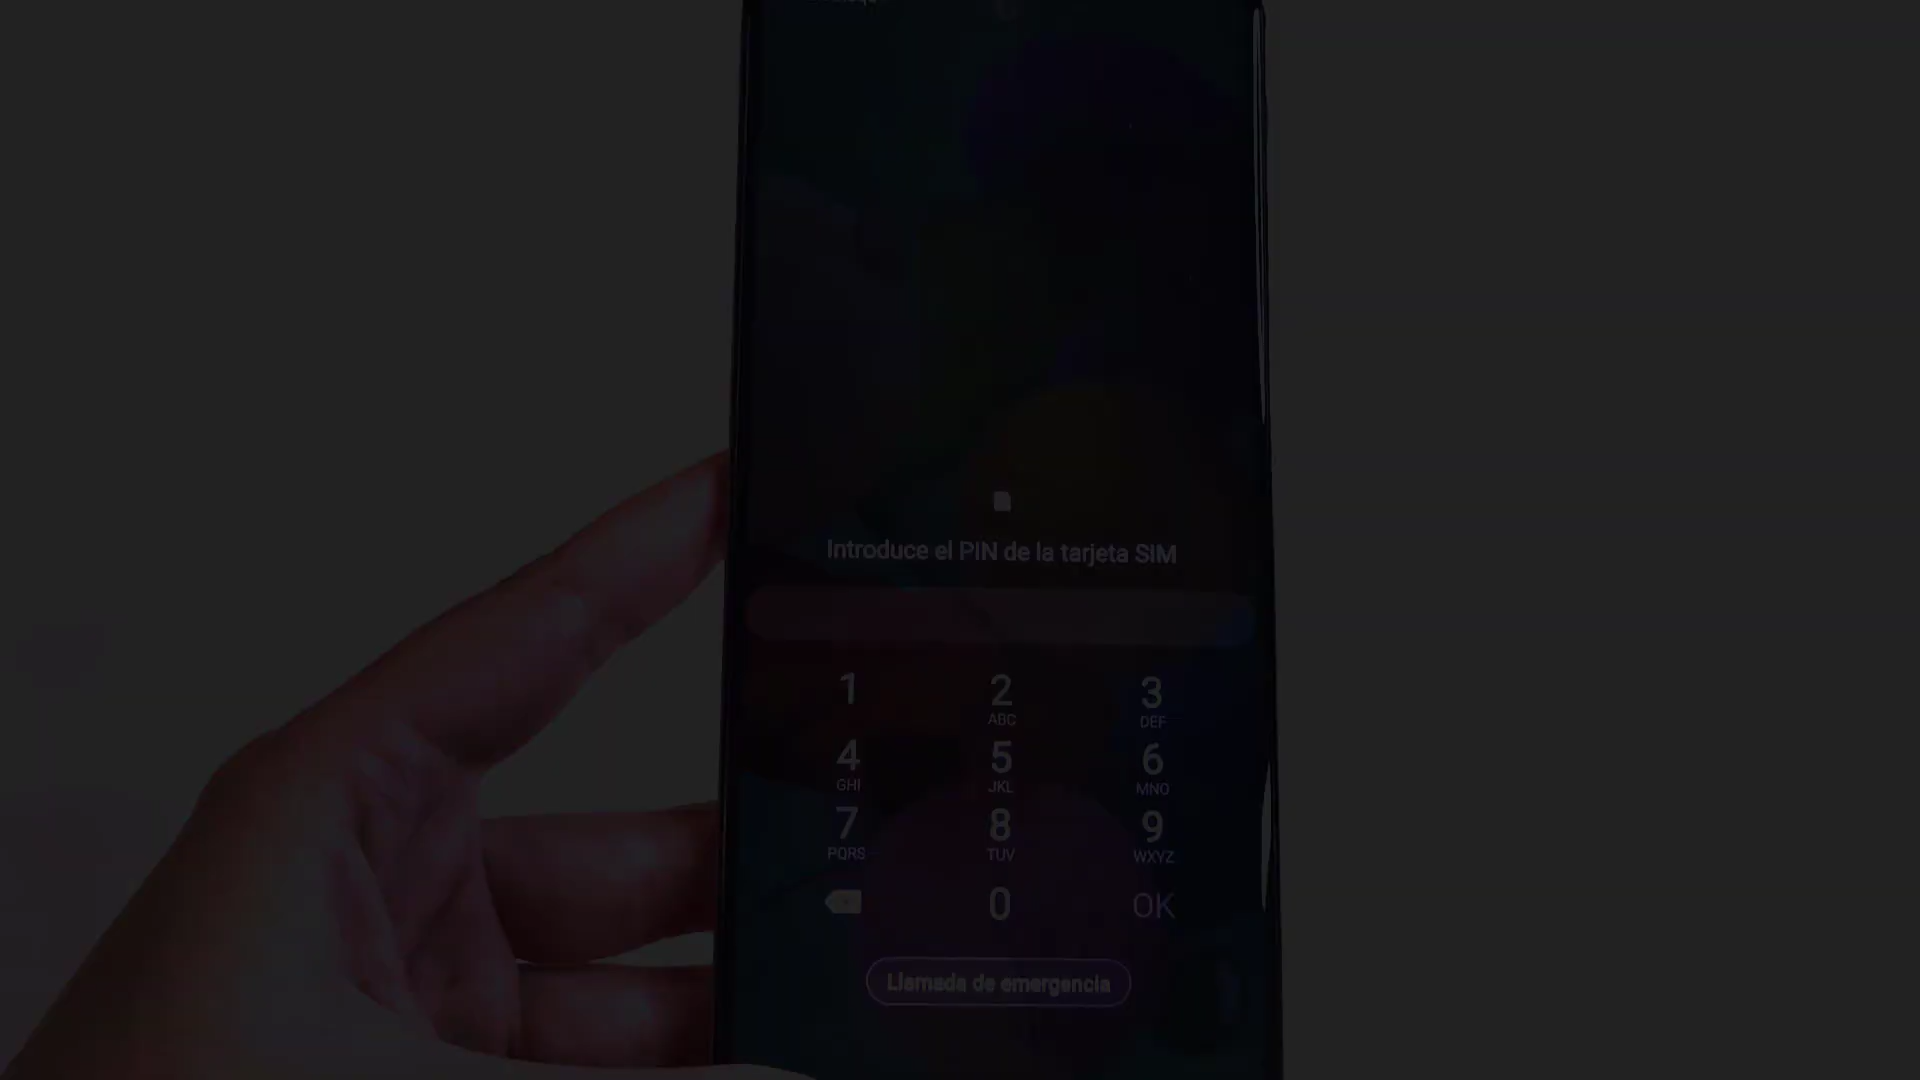 Introduce el PIN de la tarjeta SIM
1 2 3
ABC DEF
4 5 6
GHI JKL MNO
7 8 9
PQRS TUV WXYZ
0 OK
Llamada de emergencia